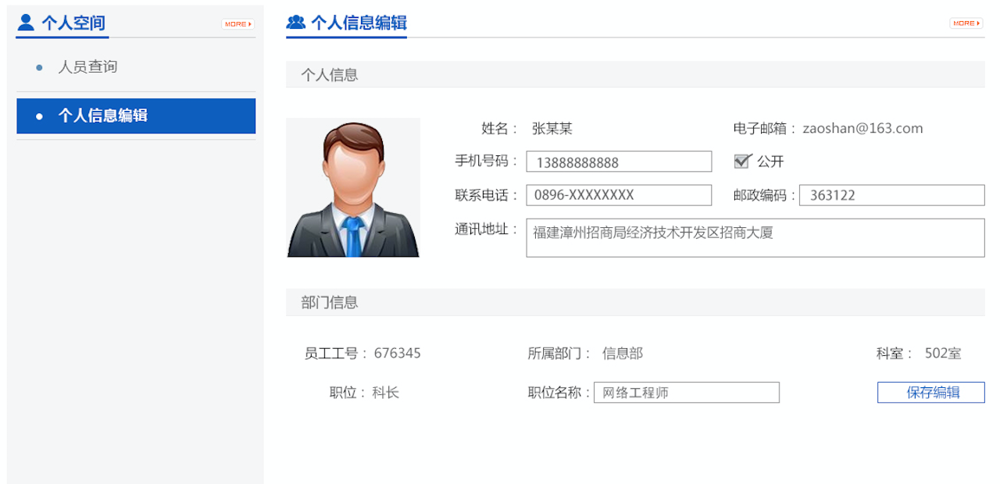 个人空间
MORE
人员查询
个人信息编辑
个人信息编辑
MORE
个人信息
姓名： 张某某
电子邮箱： zaoshan@163.com
手机号码： 13888888888
公开
联系电话： 0896-XXXXXXXX
邮政编码： 363122
通讯地址： 福建漳州招商局经济技术开发区招商大厦
部门信息
员工工号： 676345
所属部门： 信息部
科室： 502室
职位： 科长
职位名称： 网络工程师
保存编辑